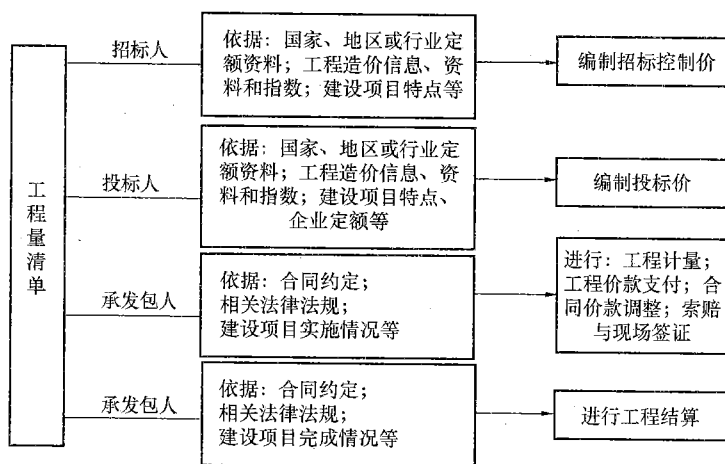 工程量清单
招标人
依据：国家、地区或行业定
额资料；工程造价信息、资
料和指数；建设项目特点等
编制招标控制价
投标人
依据：国家、地区或行业定
额资料；工程造价信息、资
料和指数；建设项目特点、
企业定额等
编制投标价
承发包人
依据：合同约定；
相关法律法规；
建设项目实施情况等
进行：工程计量；
工程价款支付；合
同价款调整；索赔
与现场签证
承发包人
依据：合同约定；
相关法律法规；
建设项目完成情况等
进行工程结算